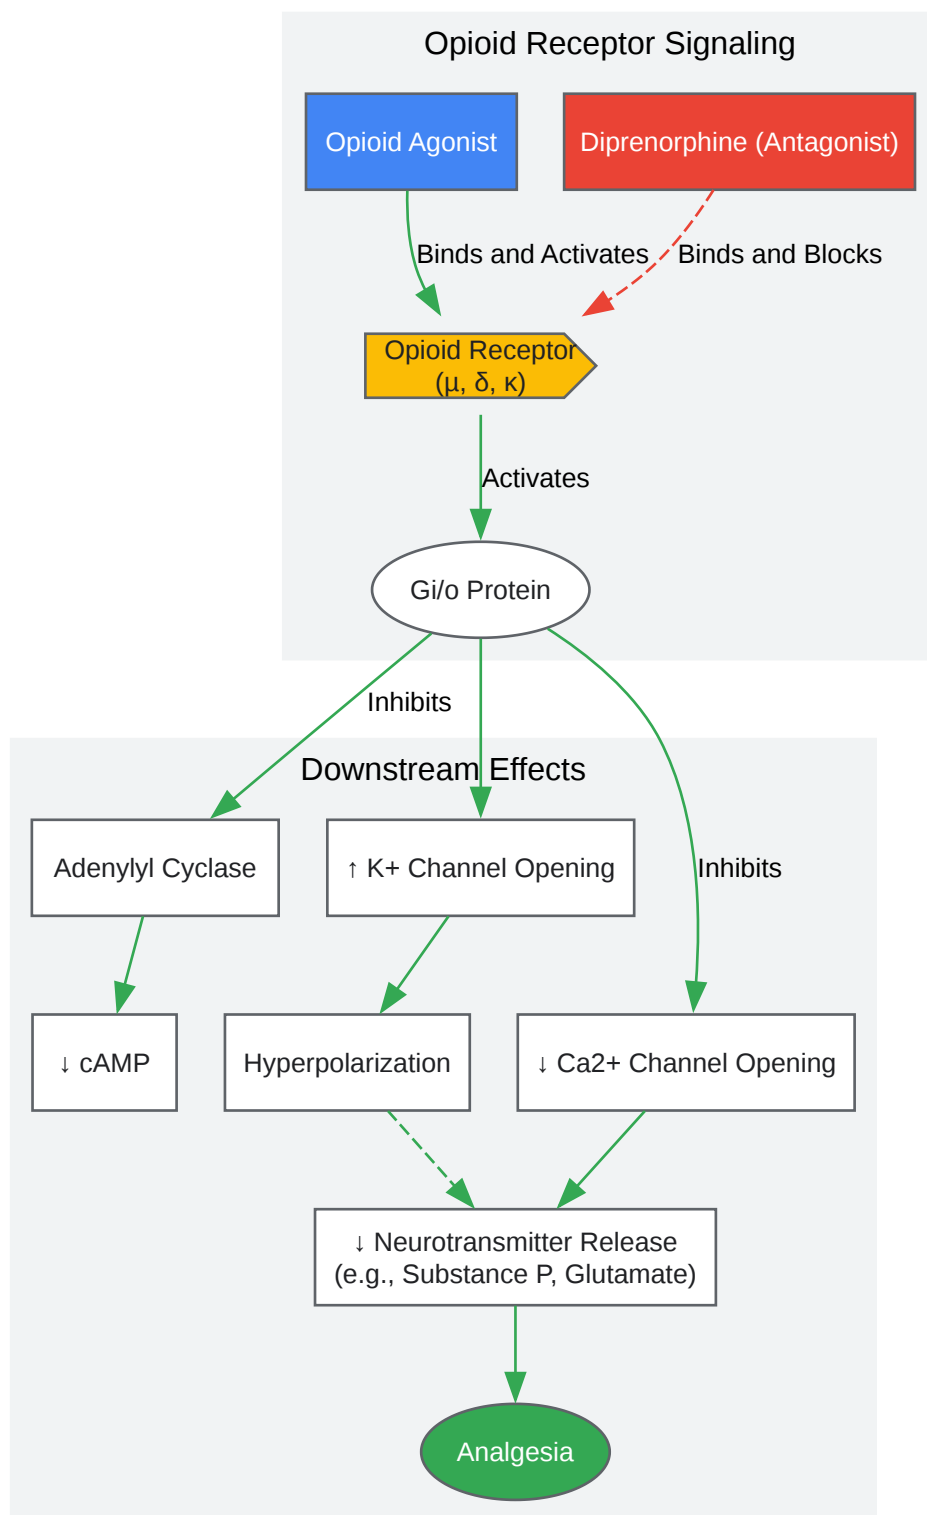 Opioid Receptor Signaling
Opioid Agonist
Diprenorphine (Antagonist)
Binds and Activates
Binds and Blocks
Opioid Receptor
(μ, δ, κ)
Activates
Gi/o Protein
Inhibits
Downstream Effects
Adenylyl Cyclase
↑ K+ Channel Opening
Inhibits
↓ cAMP
Hyperpolarization
↓ Ca2+ Channel Opening
↓ Neurotransmitter Release
(e.g., Substance P, Glutamate)
Analgesia